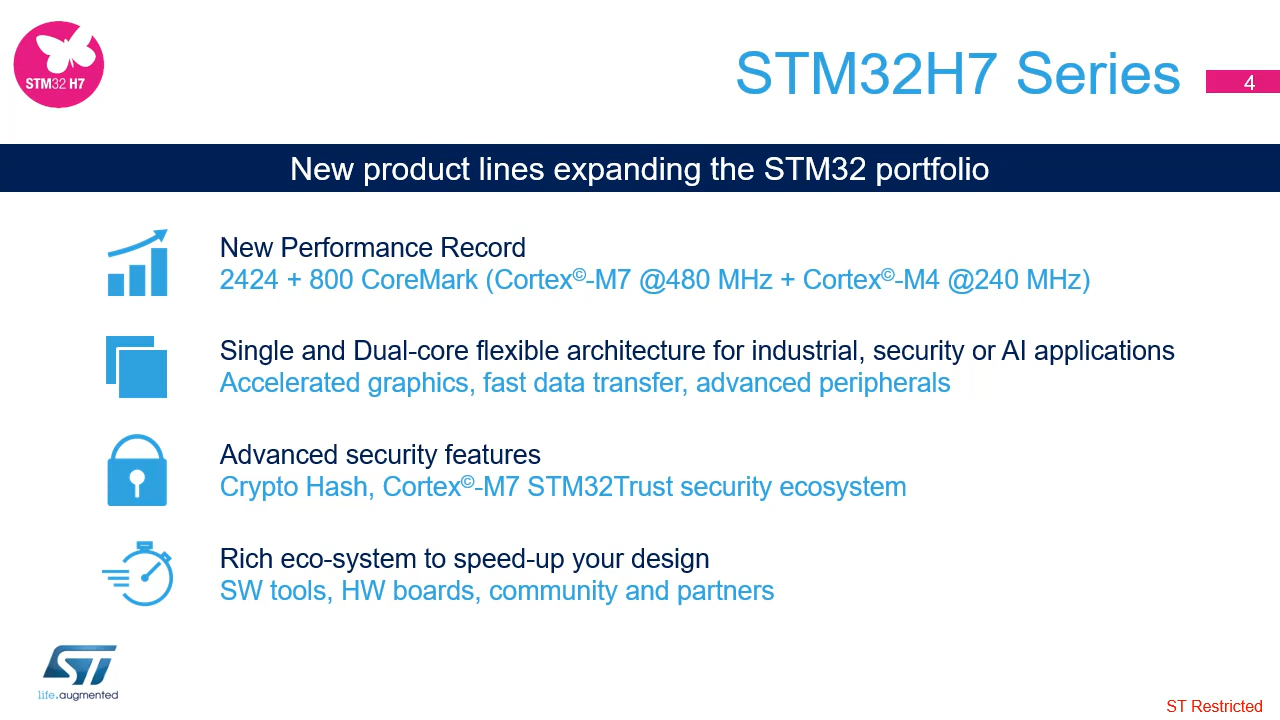 STM32 H7
STM32H7 Series
4
New product lines expanding the STM32 portfolio
New Performance Record
2424 + 800 CoreMark (Cortex©-M7 @480 MHz + Cortex©-M4 @240 MHz)
Single and Dual-core flexible architecture for industrial, security or AI applications
Accelerated graphics, fast data transfer, advanced peripherals
Advanced security features
Crypto Hash, Cortex©-M7 STM32Trust security ecosystem
Rich eco-system to speed-up your design
SW tools, HW boards, community and partners
ST
life.augmented
ST Restricted